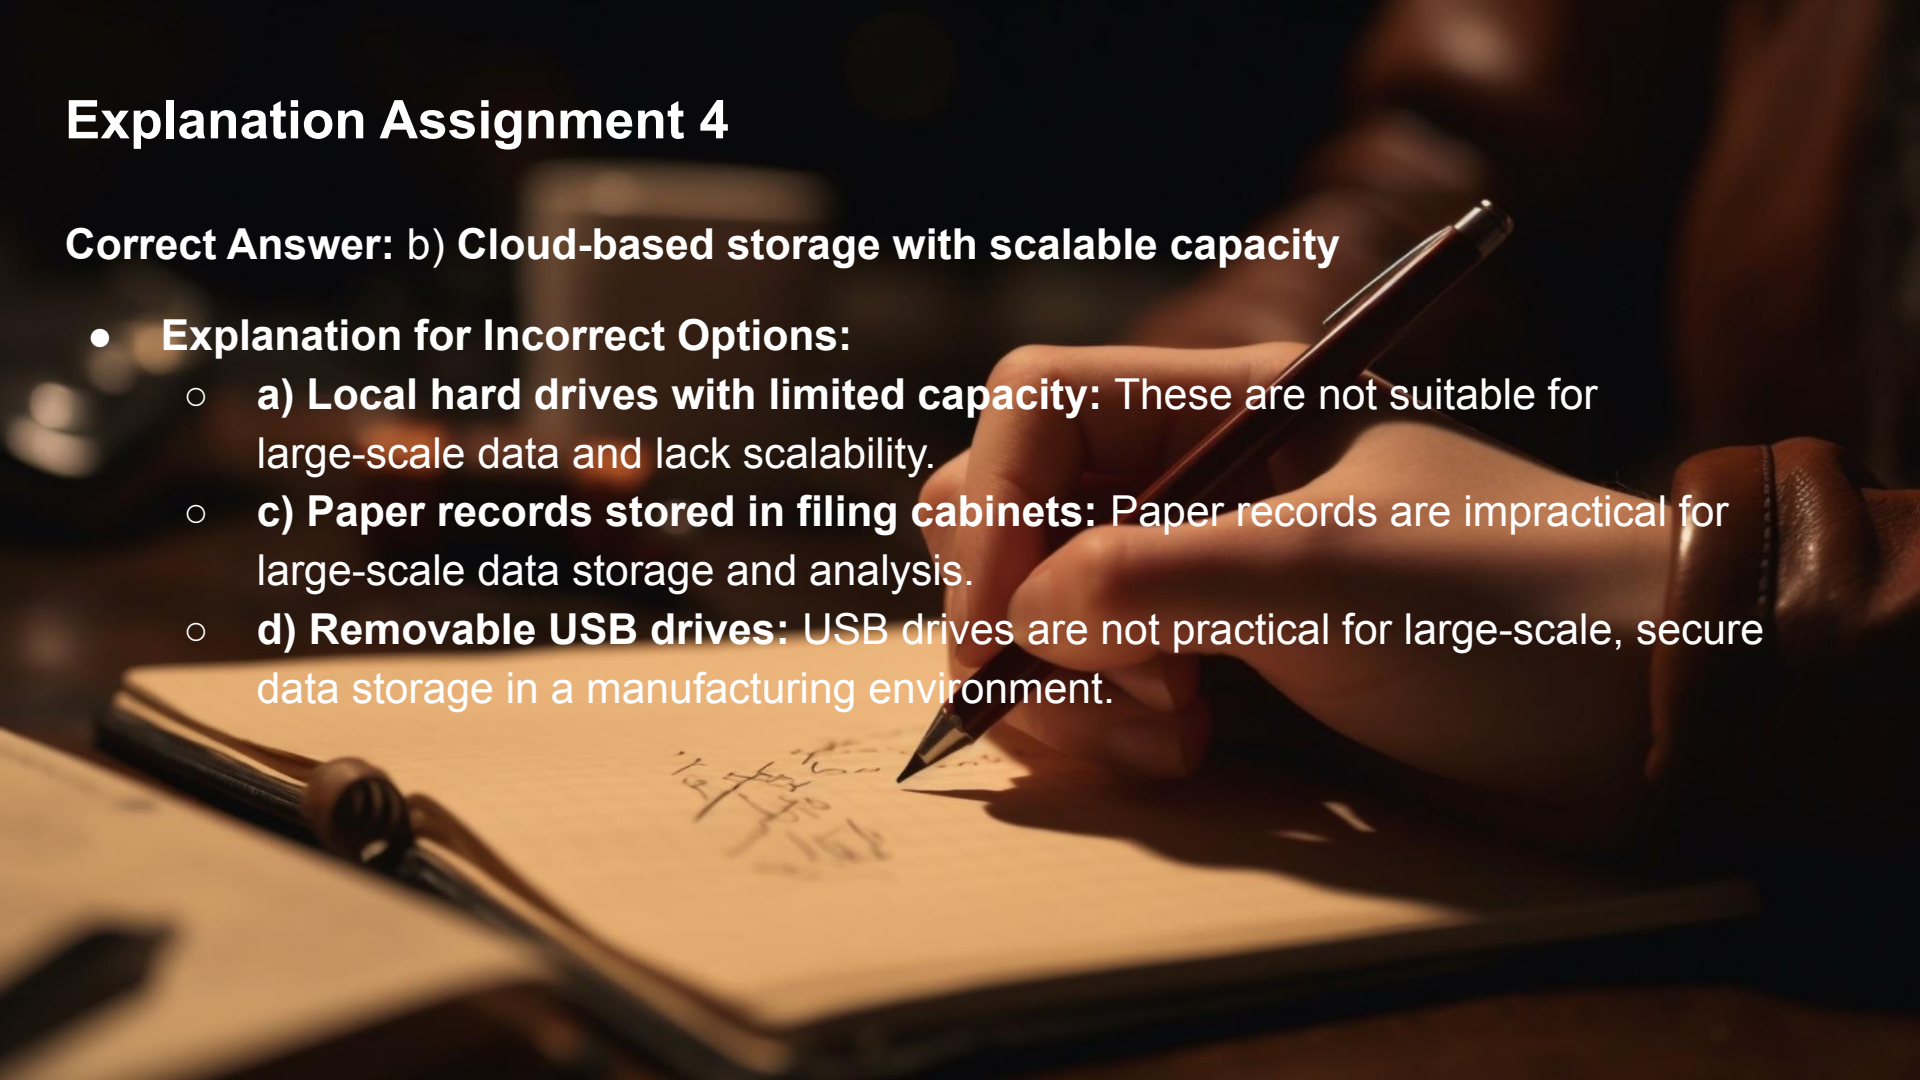 Explanation Assignment 4
Correct Answer: b) Cloud-based storage with scalable capacity
● Explanation for Incorrect Options:
○ a) Local hard drives with limited capacity: These are not suitable for
large-scale data and lack scalability.
○ c) Paper records stored in filing cabinets: Paper records are impractical for
large-scale data storage and analysis.
○ d) Removable USB drives: USB drives are not practical for large-scale, secure
data storage in a manufacturing environment.